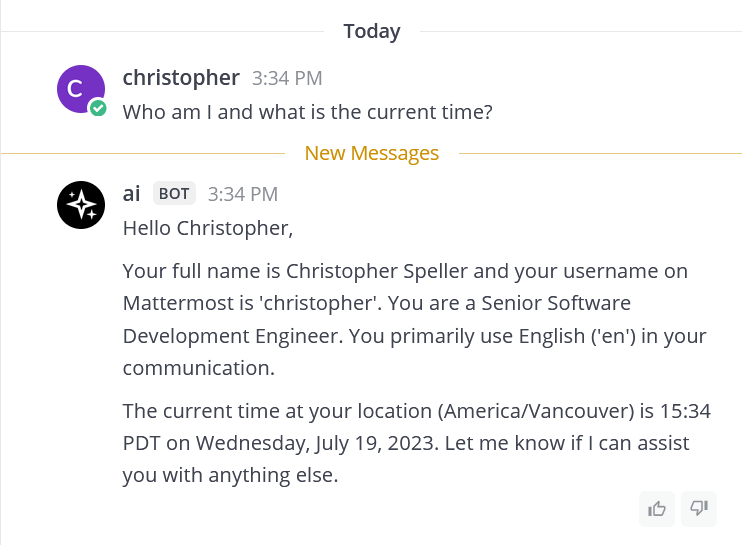 Today
C
christopher 3:34 PM
Who am I and what is the current time?
New Messages
ai BOT 3:34 PM
Hello Christopher,
Your full name is Christopher Speller and your username on
Mattermost is 'christopher'. You are a Senior Software
Development Engineer. You primarily use English ('en') in your
communication.
The current time at your location (America/Vancouver) is 15:34
PDT on Wednesday, July 19, 2023. Let me know if I can assist
you with anything else.